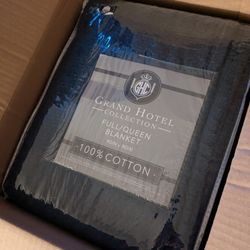 GHC
GRAND HOTEL
COLLECTION
FULL/QUEEN
BLANKET
100% COTTON